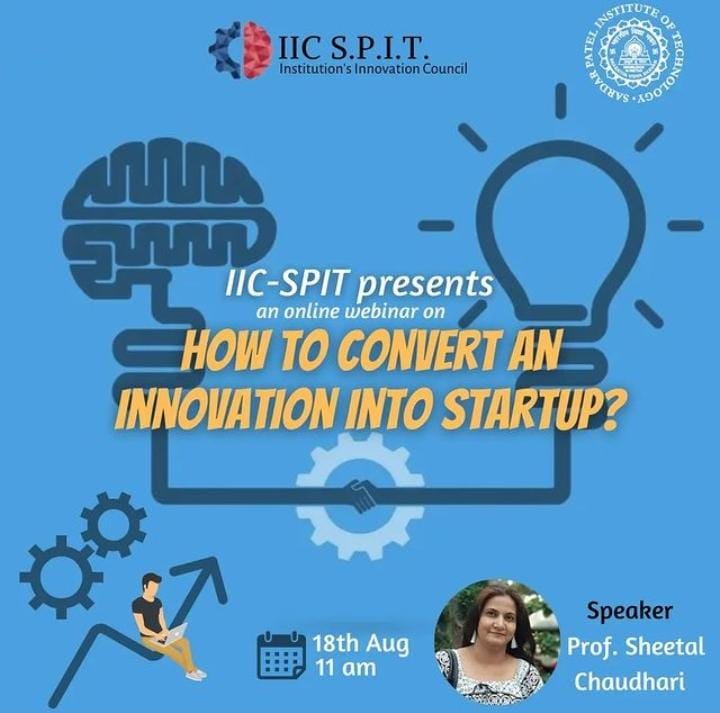 IIC S.P.I.T.
Institution's Innovation Council
SARDAR PATEL INSTITUTE OF TECHNOLOGY
IIC-SPIT presents
an online webinar on
HOW TO CONVERT AN
INNOVATION INTO STARTUP?
18th Aug
11 am
Speaker
Prof. Sheetal
Chaudhari